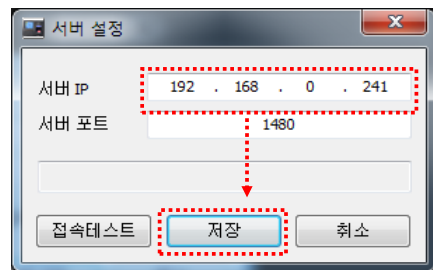 서버 설정
서버 IP 192 . 168 . 0 . 241
서버 포트 1480
접속테스트 저장 취소